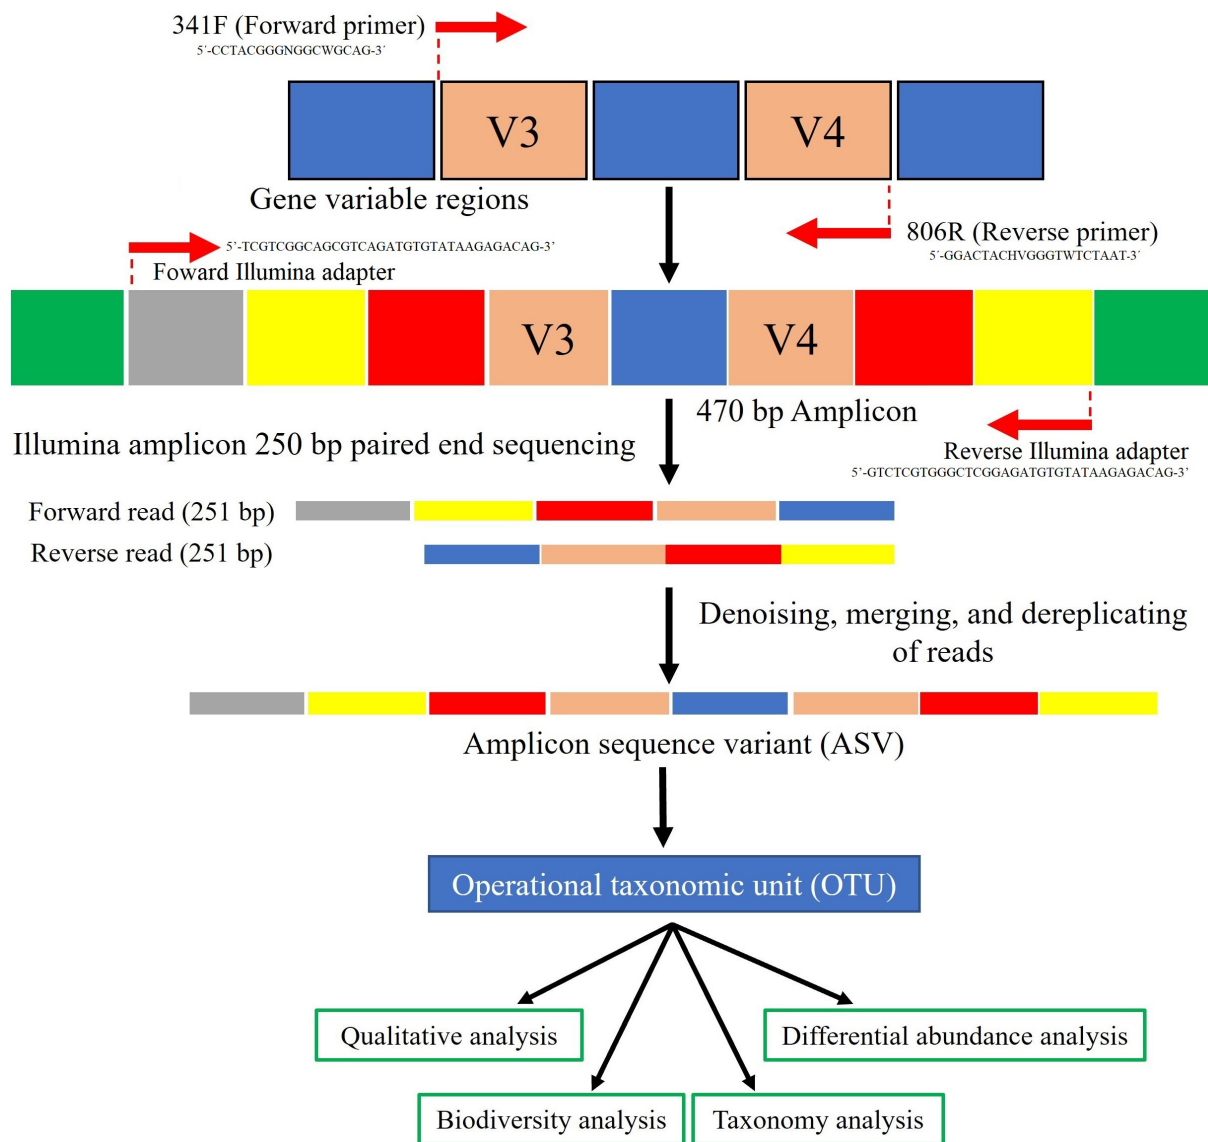 341F (Forward primer)
5´-CCTACGGGNGGCWGCAG-3´
V3
V4
Gene variable regions
806R (Reverse primer)
5´-GGACTACHVGGGTWTCTAAT-3´
5’-TCGTCGGCAGCGTCAGATGTGTATAAGAGACAG-3’
Foward Illumina adapter
V3
V4
470 bp Amplicon
Illumina amplicon 250 bp paired end sequencing
Reverse Illumina adapter
5’-GTCTCGTGGGCTCGGAGATGTGTATAAGAGACAG-3’
Forward read (251 bp)
Reverse read (251 bp)
Denoising, merging, and dereplicating
of reads
Amplicon sequence variant (ASV)
Operational taxonomic unit (OTU)
Qualitative analysis
Differential abundance analysis
Biodiversity analysis
Taxonomy analysis